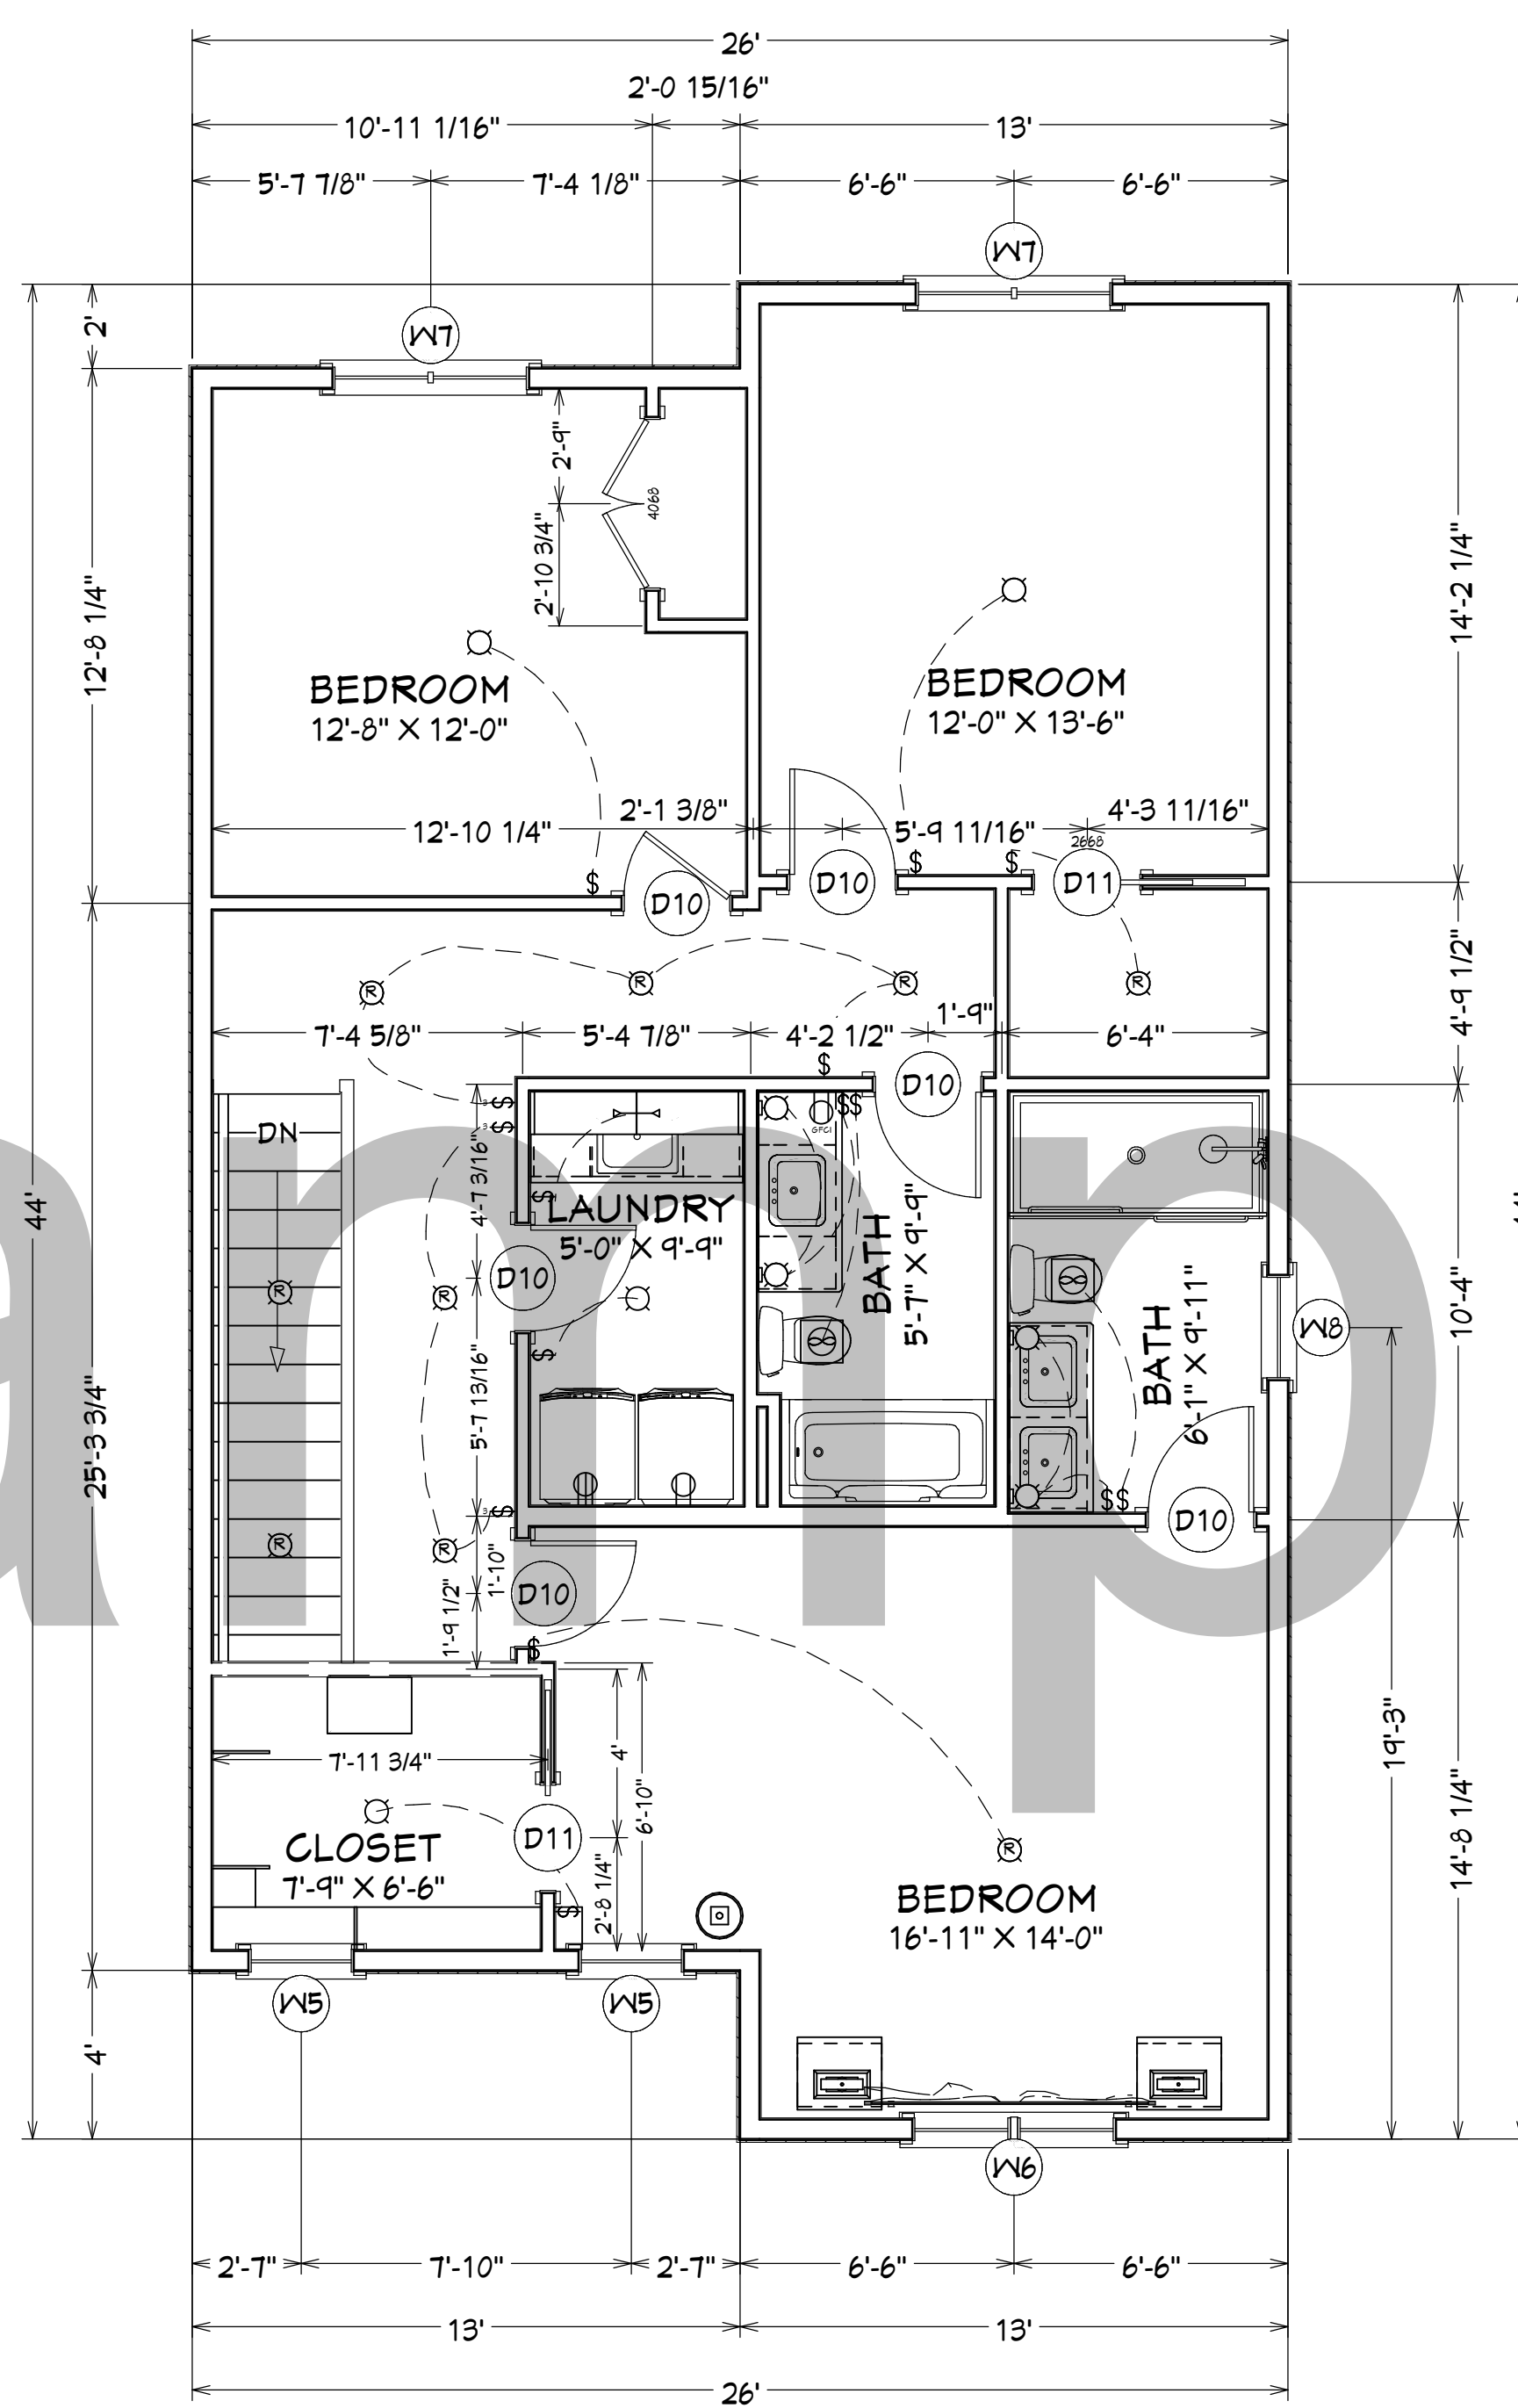 26'
2'-0 15/16"
10'-11 1/16"
13'
5'-7 7/8"
7'-4 1/8"
6'-6"
6'-6"
W7
W7
2'
2'-9"
4068
2'-10 3/4"
12'-8 1/4"
14'-2 1/4"
BEDROOM
12'-8" X 12'-0"
BEDROOM
12'-0" X 13'-6"
2'-1 3/8"
4'-3 11/16"
12'-10 1/4"
5'-9 11/16"
2668
$
$
$
D10
D10
D11
R
R
R
R
4'-9 1/2"
1'-9"
7'-4 5/8"
5'-4 7/8"
4'-2 1/2"
6'-4"
$
D10
3 $
3 $
$$
GFCI
DN
4'-7 3/16"
44'
$
LAUNDRY
5'-0" X 9'-9"
BATH
5'-7" X 9'-9"
D10
R
R
BATH
6'-1" X 9'-11"
W8
10'-4"
5'-7 13/16"
$
25'-3 3/4"
amp
3 $
$$
D10
R
R
1'-10"
D10
1'-9 1/2"
$
19'-3"
7'-11 3/4"
4'
6'-10"
14'-8 1/4"
D11
CLOSET
7'-9" X 6'-6"
2'-8 1/4"
$
R
BEDROOM
16'-11" X 14'-0"
W5
W5
4'
W6
2'-7"
7'-10"
2'-7"
6'-6"
6'-6"
13'
13'
26'